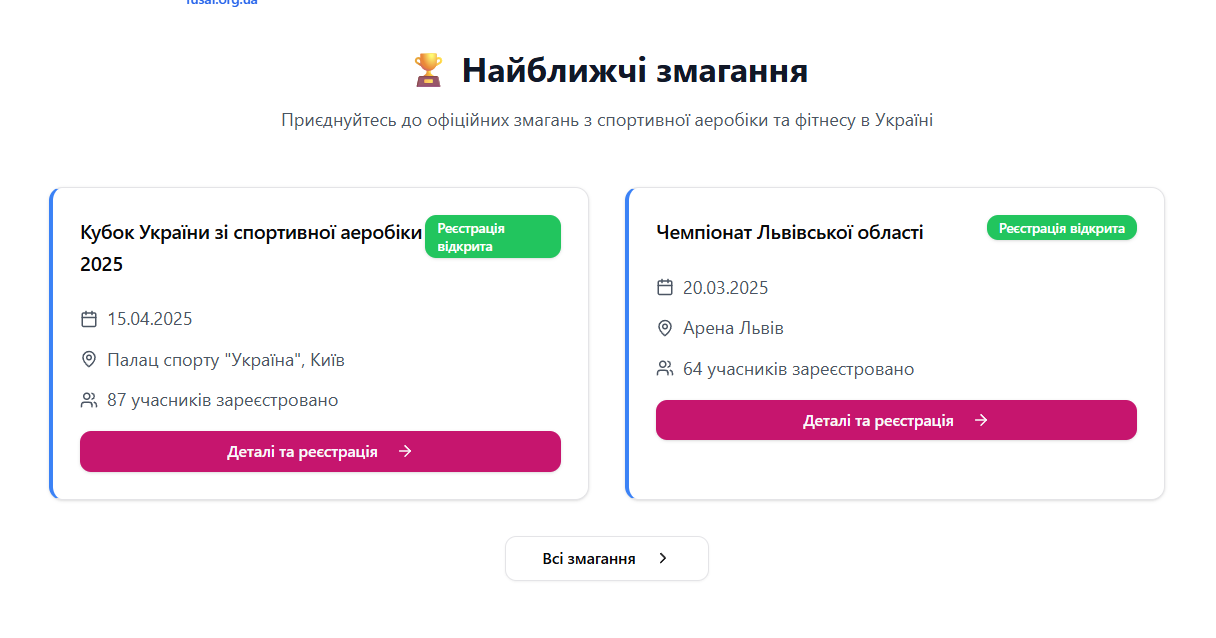 fusaf.org.ua
Найближчі змагання
Приєднуйтесь до офіційних змагань з спортивної аеробіки та фітнесу в Україні
Кубок України зі спортивної аеробіки
2025
Реєстрація
відкрита
15.04.2025
Палац спорту "Україна", Київ
87 учасників зареєстровано
Деталі та реєстрація
Чемпіонат Львівської області
Реєстрація відкрита
20.03.2025
Арена Львів
64 учасників зареєстровано
Деталі та реєстрація
Всі змагання